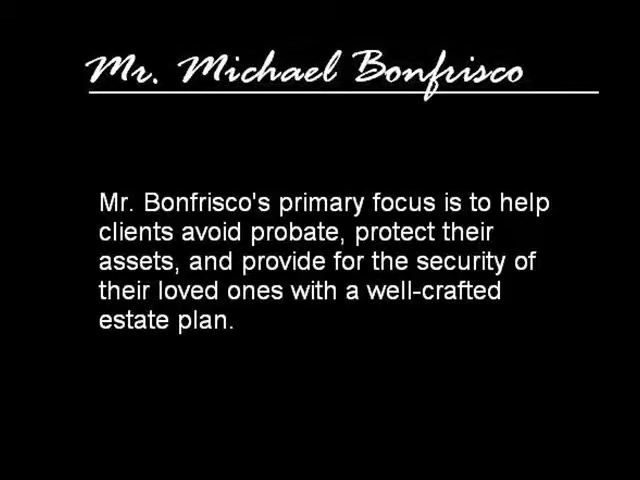 Mr. Michael Bonfrisco
Mr. Bonfrisco's primary focus is to help
clients avoid probate, protect their
assets, and provide for the security of
their loved ones with a well-crafted
estate plan.